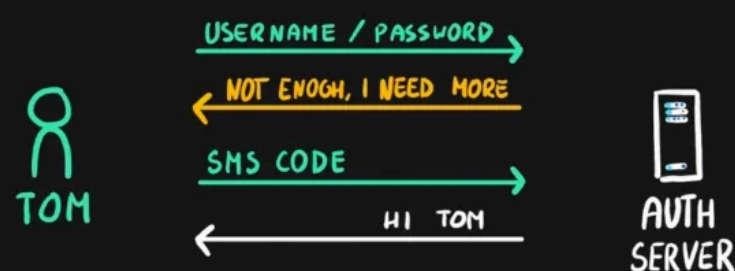 USERNAME / PASSWORD
NOT ENOGH, I NEED MORE
SMS CODE
TOM
HI TOM
AUTH
SERVER